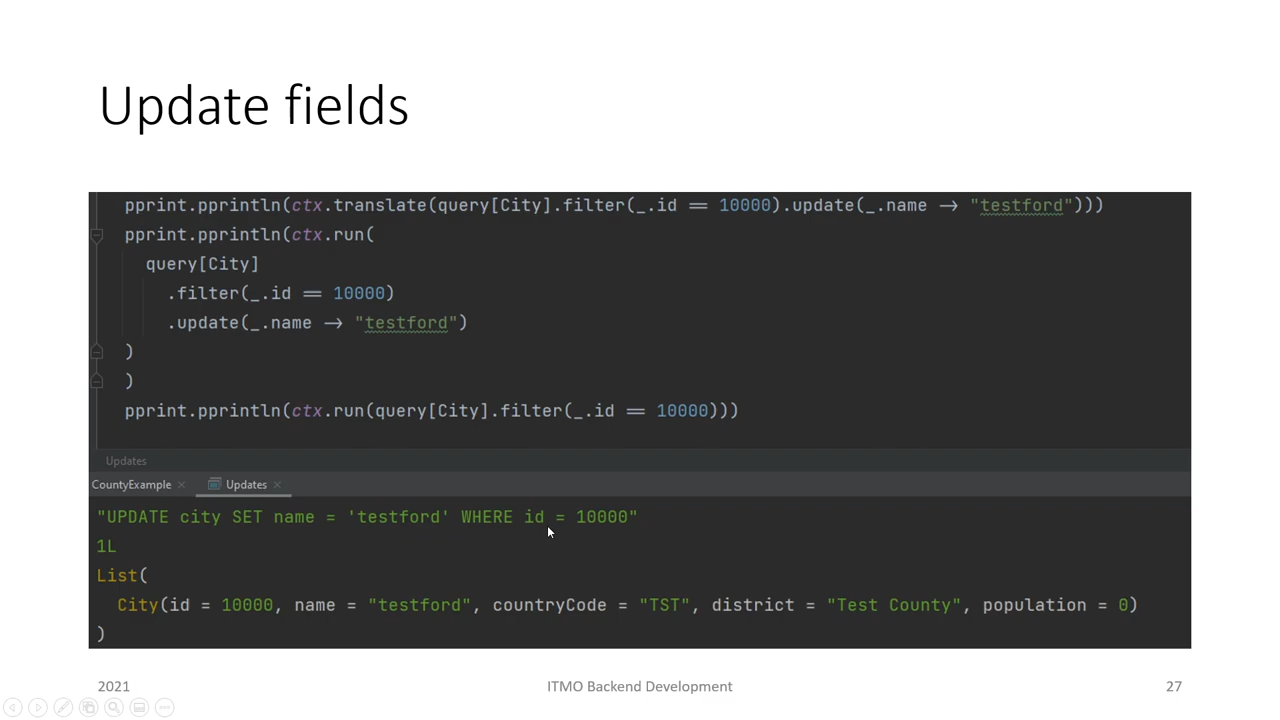 Update fields
pprint.pprintln(ctx.translate(query[City].filter(_.id == 10000).update(_.name -> "testford")))
pprint.pprintln(ctx.run(
query[City]
.filter(_.id == 10000)
.update(_.name -> "testford")
)
)
pprint.pprintln(ctx.run(query[City].filter(_.id == 10000)))
Updates
CountyExample × Updates ×
"UPDATE city SET name = 'testford' WHERE id = 10000"
1L
List(
City(id = 10000, name = "testford", countryCode = "TST", district = "Test County", population = 0)
)
2021 ITMO Backend Development 27